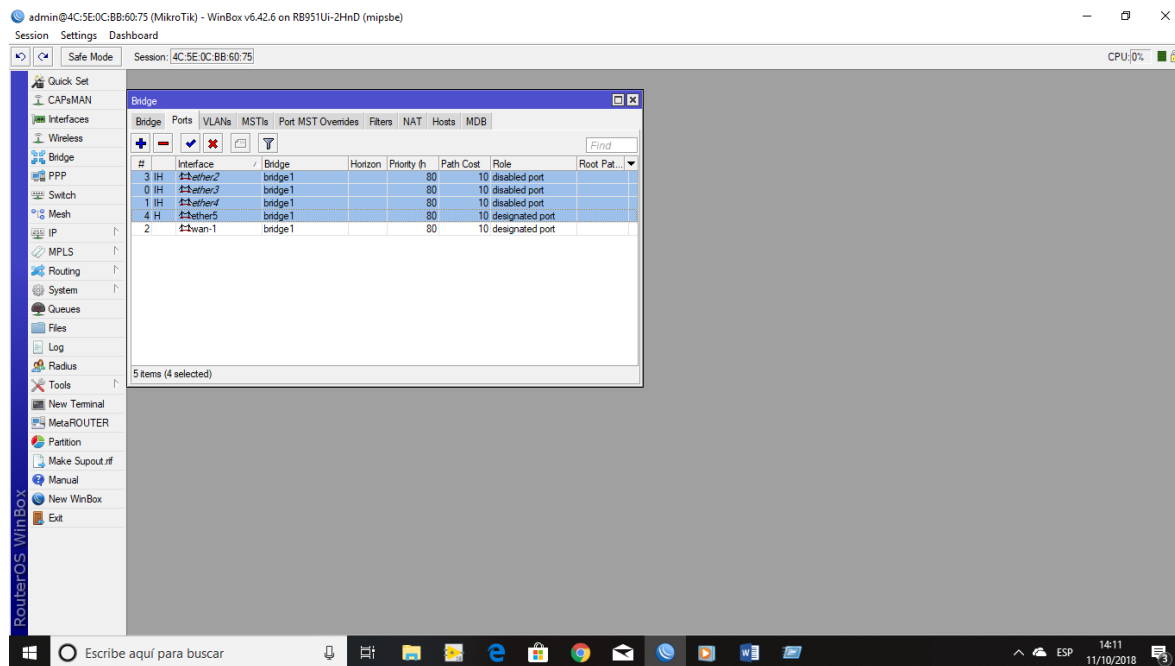 admin@4C:5E:0C:BB:60:75 (MikroTik) - WinBox v6.42.6 on RB951Ui-2HnD (mipsbe)
Session Settings Dashboard
Safe Mode Session: 4C:5E:0C:BB:60:75 CPU: 0%
Quick Set
CAPsMAN
Interfaces
Wireless
Bridge
PPP
Switch
Mesh
IP
MPLS
Routing
System
Queues
Files
Log
Radius
Tools
New Terminal
MetaROUTER
Partition
Make Supout.rif
Manual
New WinBox
Exit
RouterOS WinBox
Bridge
Bridge Ports VLANs MSTIs Port MST Overrides Filters NAT Hosts MDB
Find
# Interface Bridge Horizon Priority (h Path Cost Role Root Pat...
3 IH ether2 bridge1 80 10 disabled port
0 IH ether3 bridge1 80 10 disabled port
1 IH ether4 bridge1 80 10 disabled port
4 H ether5 bridge1 80 10 designated port
2 wan-1 bridge1 80 10 designated port
5 items (4 selected)
Escribe aquí para buscar
ESP
14:11
11/10/2018
3